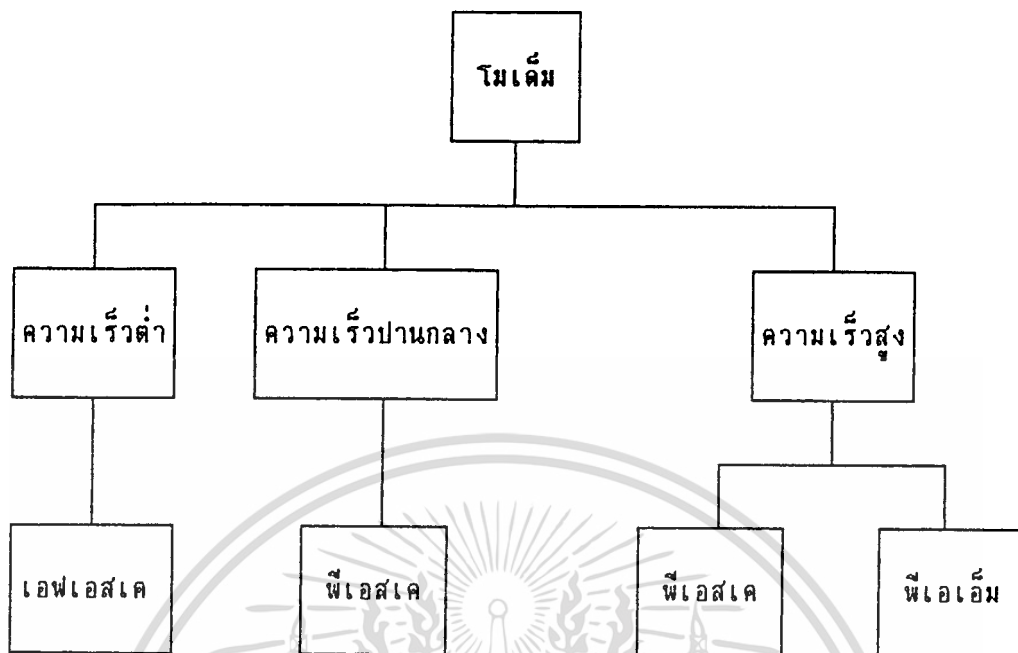 โมเด็ม
ความเร็วต่ำ
ความเร็วปานกลาง
ความเร็วสูง
เอฟเอสเค
พีเอสเค
พีเอสเค
พีเอเอ็ม